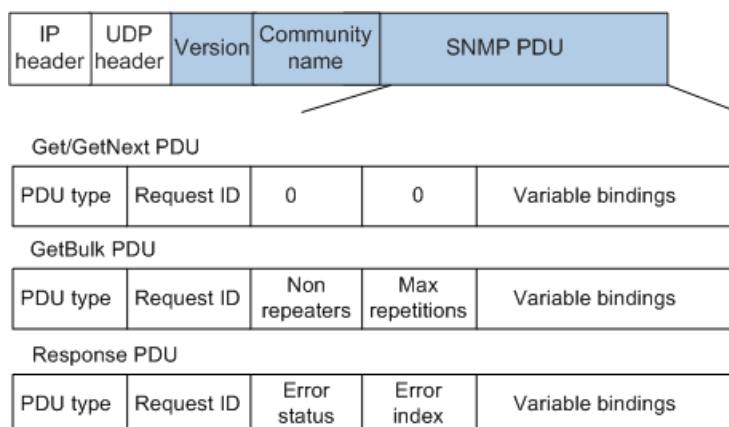 IP header UDP header Version Community name SNMP PDU
Get/GetNext PDU
PDU type Request ID 0 0 Variable bindings
GetBulk PDU
PDU type Request ID Non repeaters Max repetitions Variable bindings
Response PDU
PDU type Request ID Error status Error index Variable bindings